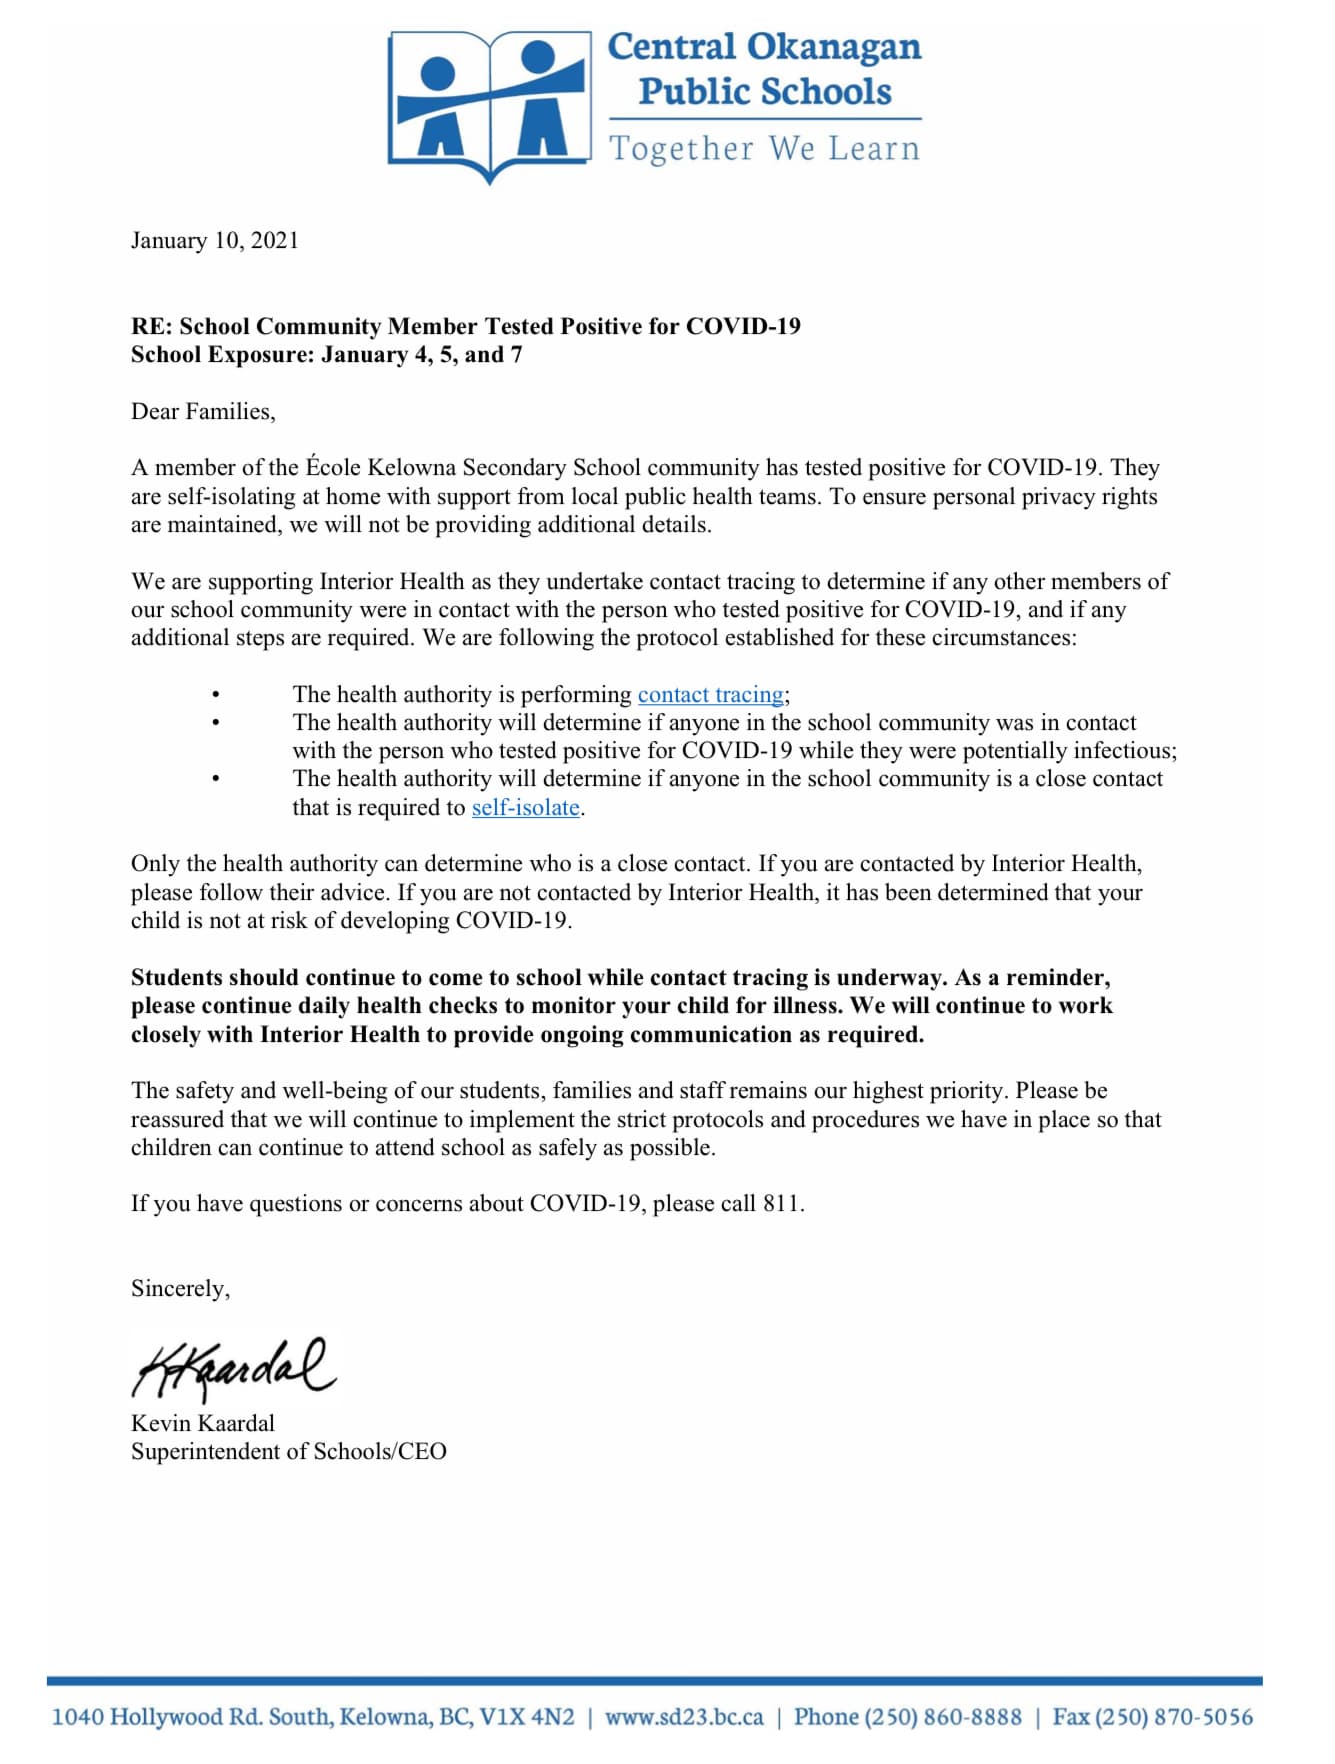 Central Okanagan
Public Schools
Together We Learn
January 10, 2021
RE: School Community Member Tested Positive for COVID-19
School Exposure: January 4, 5, and 7
Dear Families,
A member of the École Kelowna Secondary School community has tested positive for COVID-19. They
are self-isolating at home with support from local public health teams. To ensure personal privacy rights
are maintained, we will not be providing additional details.
We are supporting Interior Health as they undertake contact tracing to determine if any other members of
our school community were in contact with the person who tested positive for COVID-19, and if any
additional steps are required. We are following the protocol established for these circumstances:
• The health authority is performing contact tracing;
• The health authority will determine if anyone in the school community was in contact
with the person who tested positive for COVID-19 while they were potentially infectious;
• The health authority will determine if anyone in the school community is a close contact
that is required to self-isolate.
Only the health authority can determine who is a close contact. If you are contacted by Interior Health,
please follow their advice. If you are not contacted by Interior Health, it has been determined that your
child is not at risk of developing COVID-19.
Students should continue to come to school while contact tracing is underway. As a reminder,
please continue daily health checks to monitor your child for illness. We will continue to work
closely with Interior Health to provide ongoing communication as required.
The safety and well-being of our students, families and staff remains our highest priority. Please be
reassured that we will continue to implement the strict protocols and procedures we have in place so that
children can continue to attend school as safely as possible.
If you have questions or concerns about COVID-19, please call 811.
Sincerely,
KKaardal
Kevin Kaardal
Superintendent of Schools/CEO
1040 Hollywood Rd. South, Kelowna, BC, V1X 4N2 | www.sd23.bc.ca | Phone (250) 860-8888 | Fax (250) 870-5056